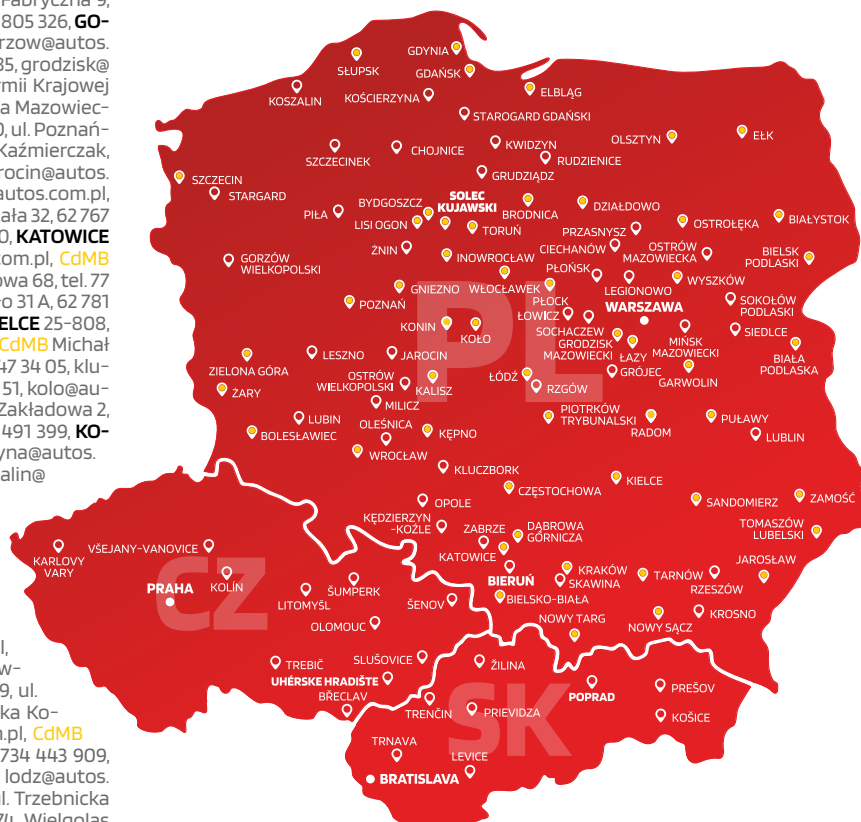 Fabryczna 9,
805 326, GO-
rzow@autos.
35, grodzisk@
rmii Krajowej
a Mazowiec-
0, ul. Poznań-
Kaźmierczak,
rocin@autos.
autos.com.pl,
ała 32, 62 767
0, KATOWICE
com.pl, CdMB
owa 68, tel. 77
o 31 A, 62 781
ELCE 25-808,
CdMB Michał
47 34 05, klu-
51, kolo@au-
Zakładowa 2,
491 399, KO-
yna@autos.
alin@
l,
w-
9, ul.
ka Ko-
n.pl, CdMB
734 443 909,
lodz@autos.
ul. Trzebnicka
74, Wielgolas
PL
CZ
SK
GDYNIA
SŁUPSK
GDAŃSK
KOSZALIN
KOŚCIERZYNA
ELBLĄG
STAROGARD GDAŃSKI
SZCZECINEK
CHOJNICE
KWIDZYN
RUDZIENICE
OLSZTYN
EŁK
GRUDZIĄDZ
SZCZECIN
STARGARD
PIŁA
BYDGOSZCZ
SOLEC
KUJAWSKI
LISI OGON
TORUŃ
BRODNICA
DZIAŁDOWO
PRZASNYSZ
OSTROŁĘKA
BIAŁYSTOK
ŻNIN
GORZÓW
WIELKOPOLSKI
INOWROCŁAW
CIECHANÓW
OSTRÓW
MAZOWIECKA
BIELSK
PODLASKI
GNIEZNO
WŁOCŁAWEK
PŁOŃSK
LEGIONOWO
WYSZKÓW
POZNAŃ
PŁOCK
WARSZAWA
SOKOŁÓW
PODLASKI
KONIN
KOŁO
ŁOWICZ
SOCHACZEW
GRODZISK
MAZOWIECKI
ŁAZY
MIŃSK
MAZOWIECKI
SIEDLCE
BIAŁA
PODLASKA
ZIELONA GÓRA
LESZNO
JAROCIN
ŻARY
OSTRÓW
WIELKOPOLSKI
KALISZ
ŁÓDŹ
RZGÓW
GRÓJEC
GARWOLIN
MILICZ
LUBIN
BOLESŁAWIEC
OLEŚNICA
KĘPNO
PIOTRKÓW
TRYBUNALSKI
RADOM
PUŁAWY
LUBLIN
WROCŁAW
KLUCZBORK
CZĘSTOCHOWA
KIELCE
SANDOMIERZ
ZAMOŚĆ
OPOLE
KĘDZIERZYN
-KOŹLE
ZABRZE
DĄBROWA
GÓRNICZA
KATOWICE
BIERUŃ
TOMASZÓW
LUBELSKI
KRAKÓW
SKAWINA
TARNÓW
RZESZÓW
JAROSŁAW
BIELSKO-BIAŁA
NOWY TARG
NOWY SĄCZ
KROSNO
KARLOVY
VARY
VŠEJANY-VANOVICE
PRAHA
KOLÍN
LITOMYŠL
ŠUMPERK
ŠENOV
OLOMOUC
TREBIČ
SLUŠOVICE
UHÉRSKE HRADIŠTE
BŘECLAV
ŽILINA
POPRAD
PREŠOV
KOŠICE
TRENČIN
PRIEVIDZA
TRNAVA
LEVICE
BRATISLAVA